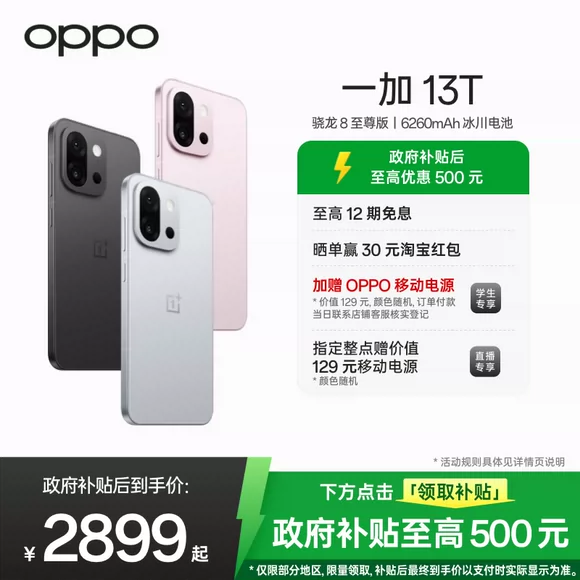 oppo
一加 13T
骁龙 8 至尊版 | 6260mAh 冰川电池
政府补贴后
至高优惠 500 元
至高 12 期免息
晒单赢 30 元淘宝红包
加赠 OPPO 移动电源
* 价值 129 元, 颜色随机, 订单付款
当日联系店铺客服核实登记
学生
专享
指定整点赠价值
129 元移动电源
* 颜色随机
直播
专享
* 活动规则具体见详情页说明
政府补贴后到手价:
¥ 2899 起
下方点击「领取补贴」
政府补贴至高 500 元
* 仅限部分地区, 限量领取, 补贴后最终到手价以支付时实际显示为准。